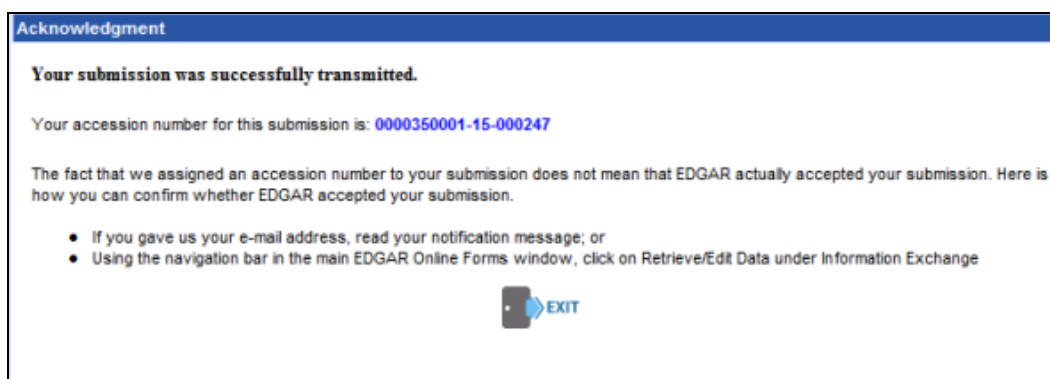 Acknowledgment
Your submission was successfully transmitted.
Your accession number for this submission is: 0000350001-15-000247
The fact that we assigned an accession number to your submission does not mean that EDGAR actually accepted your submission. Here is
how you can confirm whether EDGAR accepted your submission.
• If you gave us your e-mail address, read your notification message; or
• Using the navigation bar in the main EDGAR Online Forms window, click on Retrieve/Edit Data under Information Exchange
EXIT